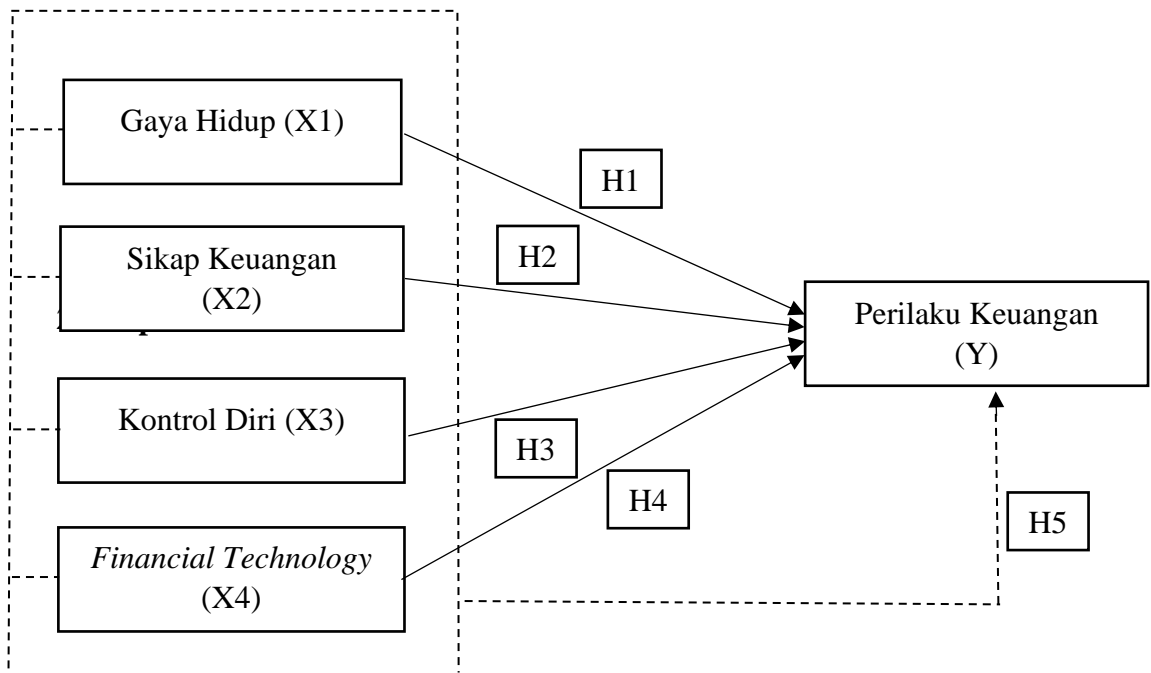 Gaya Hidup (X1)
H1
Sikap Keuangan
(X2)
H2
Perilaku Keuangan
(Y)
Kontrol Diri (X3)
H3
H4
H5
Financial Technology
(X4)